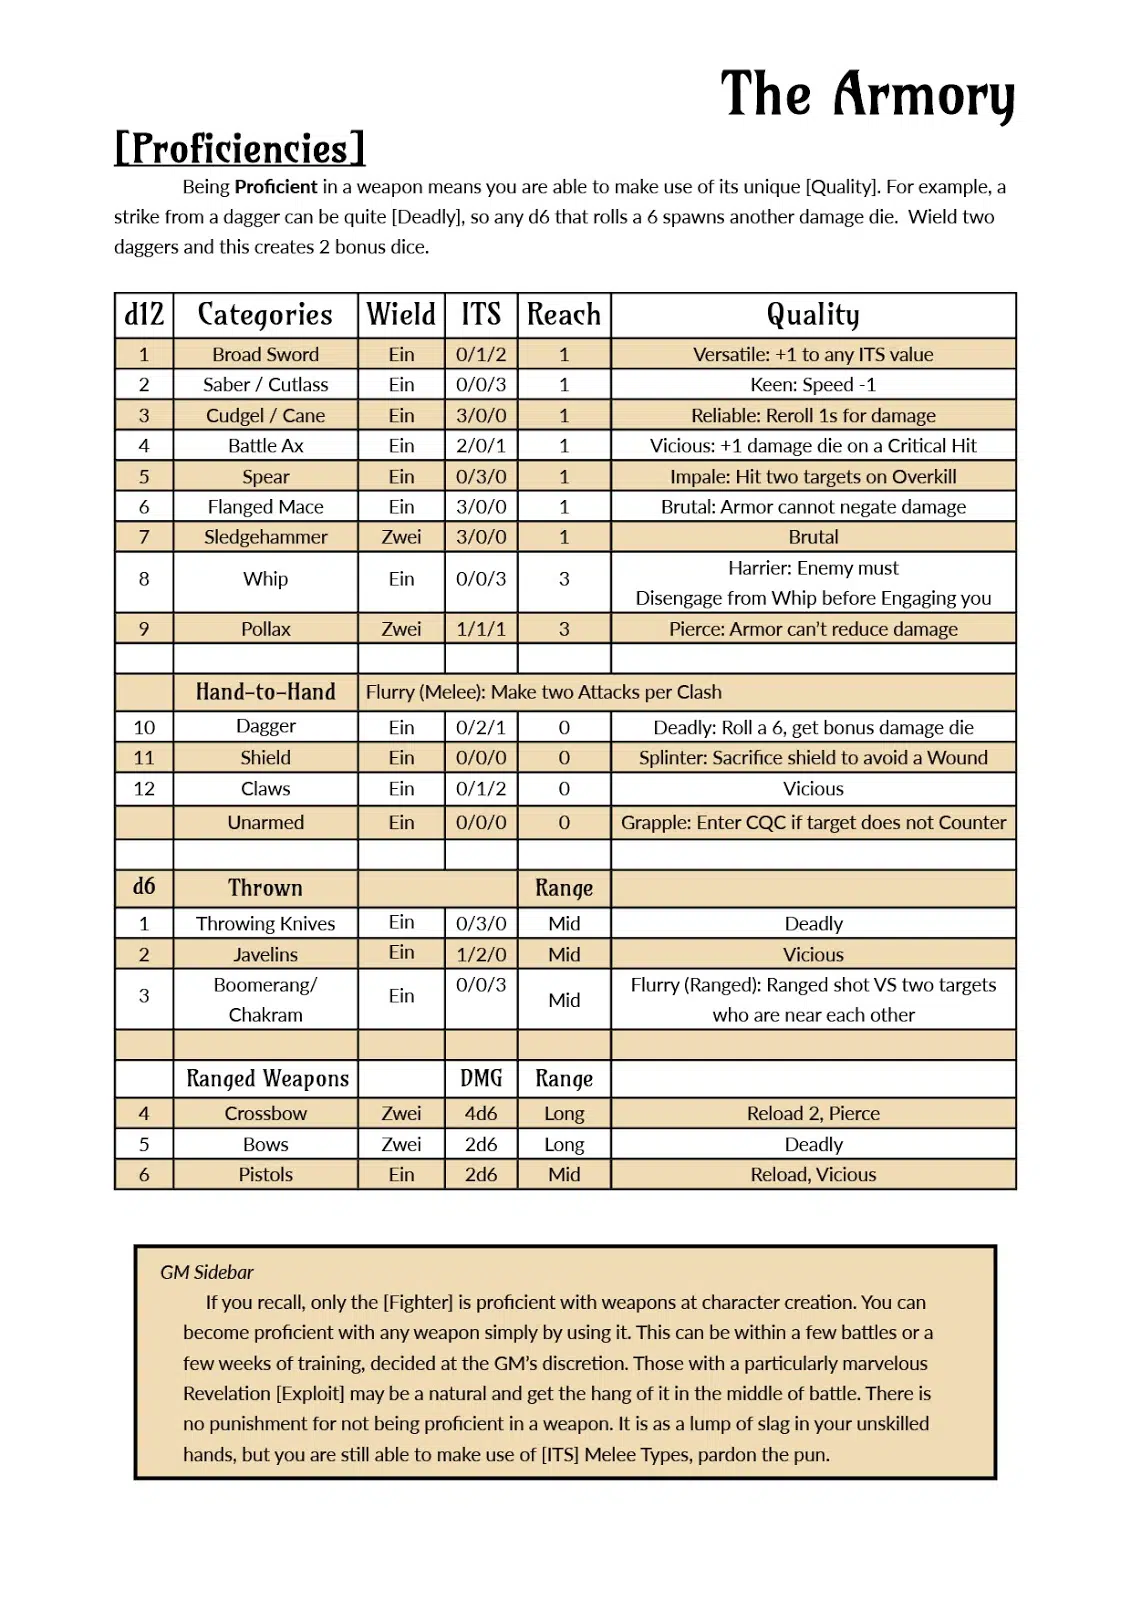 The Armory
[Proficiencies]
Being Proficient in a weapon means you are able to make use of its unique [Quality]. For example, a
strike from a dagger can be quite [Deadly], so any d6 that rolls a 6 spawns another damage die.  Wield two
daggers and this creates 2 bonus dice.
d12 Categories Wield ITS Reach Quality
1 Broad Sword Ein 0/1/2 1 Versatile: +1 to any ITS value
2 Saber / Cutlass Ein 0/0/3 1 Keen: Speed -1
3 Cudgel / Cane Ein 3/0/0 1 Reliable: Reroll 1s for damage
4 Battle Ax Ein 2/0/1 1 Vicious: +1 damage die on a Critical Hit
5 Spear Ein 0/3/0 1 Impale: Hit two targets on Overkill
6 Flanged Mace Ein 3/0/0 1 Brutal: Armor cannot negate damage
7 Sledgehammer Zwei 3/0/0 1 Brutal
8 Whip Ein 0/0/3 3 Harrier: Enemy must
Disengage from Whip before Engaging you
9 Pollax Zwei 1/1/1 3 Pierce: Armor can't reduce damage
Hand-to-Hand Flurry (Melee): Make two Attacks per Clash
10 Dagger Ein 0/2/1 0 Deadly: Roll a 6, get bonus damage die
11 Shield Ein 0/0/0 0 Splinter: Sacrifice shield to avoid a Wound
12 Claws Ein 0/1/2 0 Vicious
Unarmed Ein 0/0/0 0 Grapple: Enter CQC if target does not Counter
d6 Thrown Range
1 Throwing Knives Ein 0/3/0 Mid Deadly
2 Javelins Ein 1/2/0 Mid Vicious
3 Boomerang/ Ein 0/0/3 Mid Flurry (Ranged): Ranged shot VS two targets
Chakram who are near each other
Ranged Weapons DMG Range
4 Crossbow Zwei 4d6 Long Reload 2, Pierce
5 Bows Zwei 2d6 Long Deadly
6 Pistols Ein 2d6 Mid Reload, Vicious
GM Sidebar
If you recall, only the [Fighter] is proficient with weapons at character creation. You can
become proficient with any weapon simply by using it. This can be within a few battles or a
few weeks of training, decided at the GM's discretion. Those with a particularly marvelous
Revelation [Exploit] may be a natural and get the hang of it in the middle of battle. There is
no punishment for not being proficient in a weapon. It is as a lump of slag in your unskilled
hands, but you are still able to make use of [ITS] Melee Types, pardon the pun.